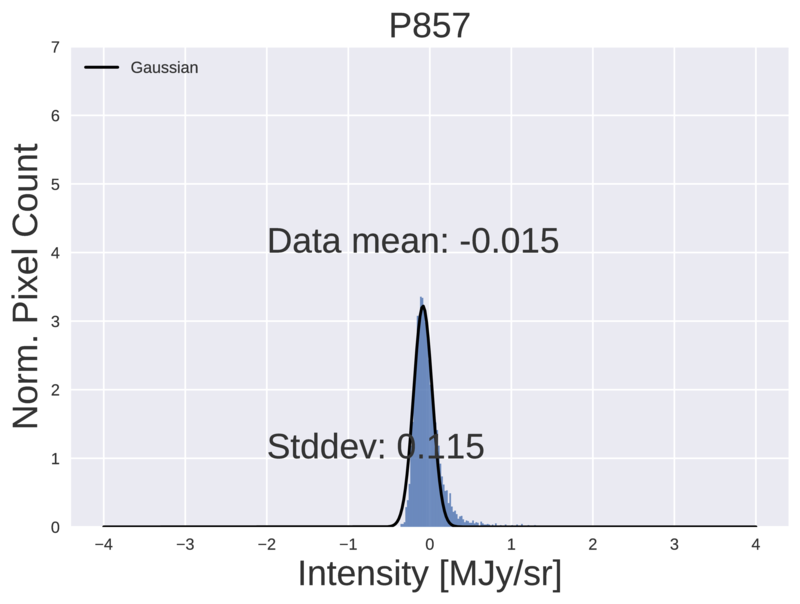 P857
7
Gaussian
6
5
Data mean: -0.015
4
3
2
Stddev: 0.115
1
0
−4 −3 −2 −1 0 1 2 3 4
Intensity [MJy/sr]
Norm. Pixel Count